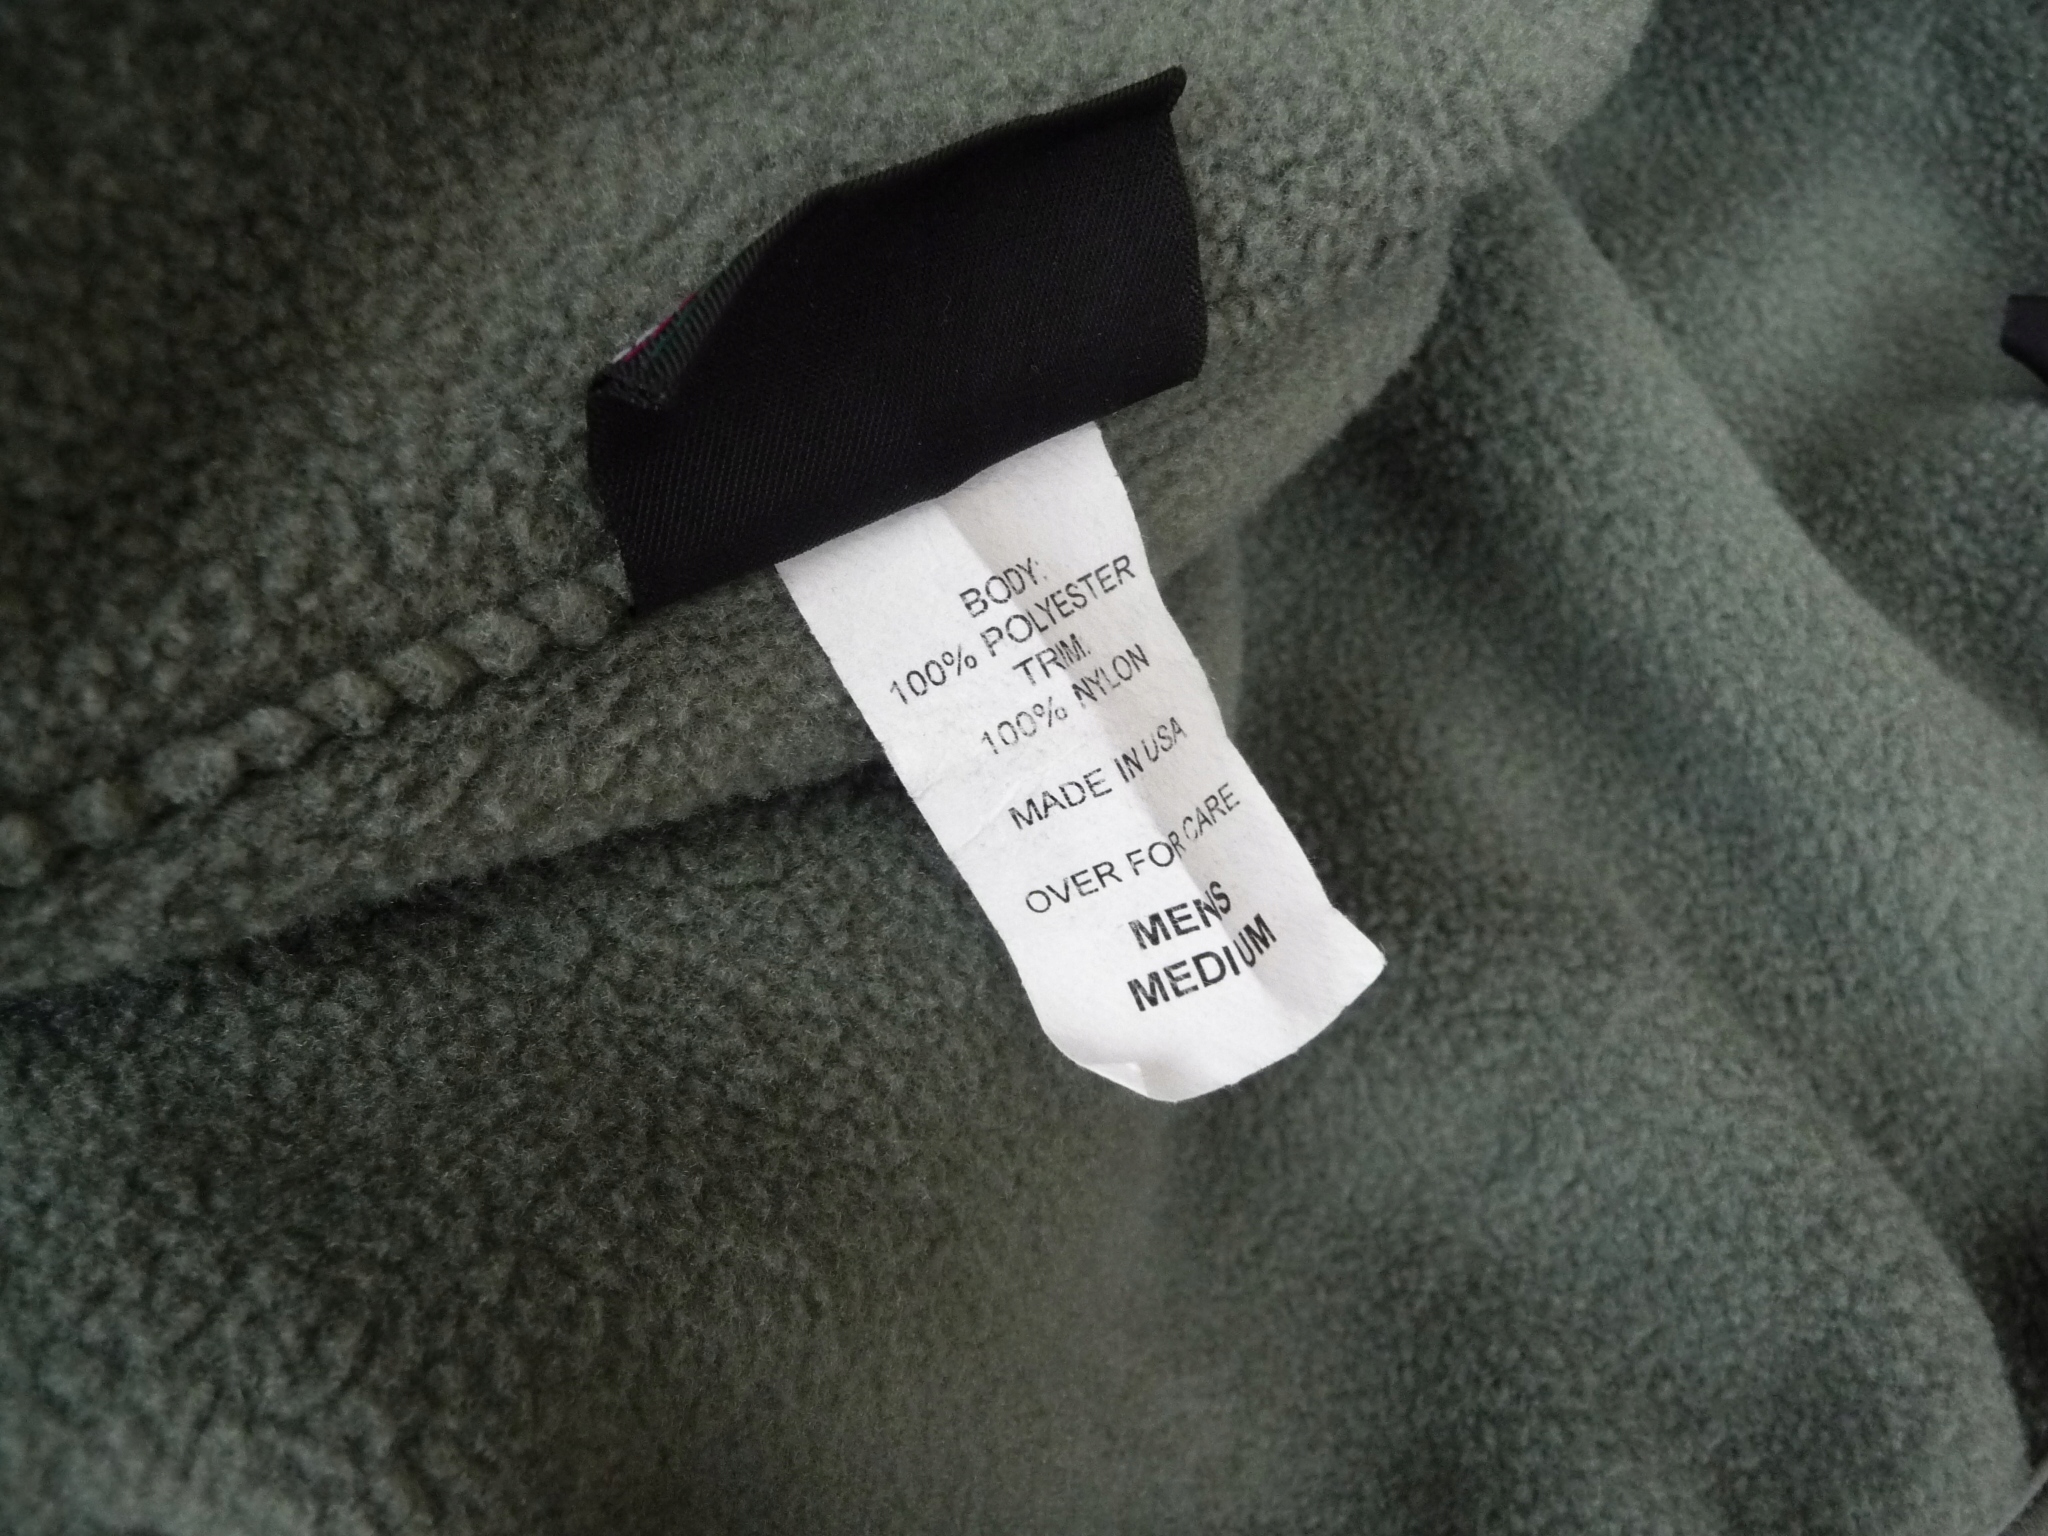 BODY:
100% POLYESTER
TRIM:
100% NYLON
MADE IN USA
OVER FOR CARE
MENS
MEDIUM